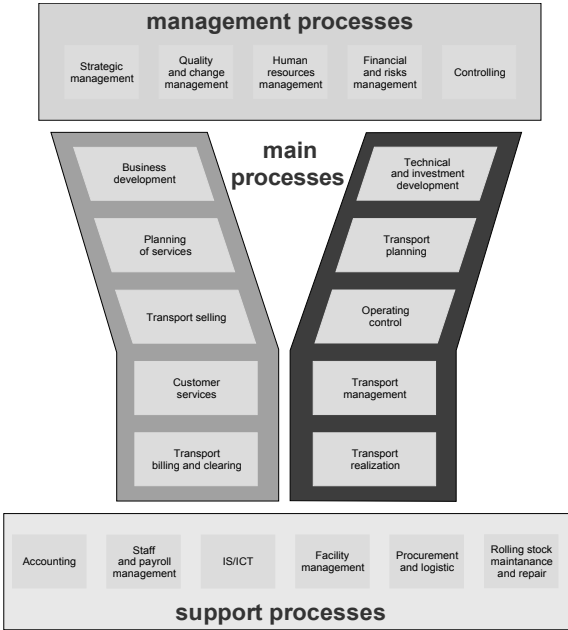 management processes
Strategic
management
Quality
and change
management
Human
resources
management
Financial
and risks
management
Controlling
main
processes
Business
development
Planning
of services
Transport selling
Customer
services
Transport
billing and clearing
Technical
and investment
development
Transport
planning
Operating
control
Transport
management
Transport
realization
Accounting
Staff
and payroll
management
IS/ICT
Facility
management
Procurement
and logistic
Rolling stock
maintanance
and repair
support processes